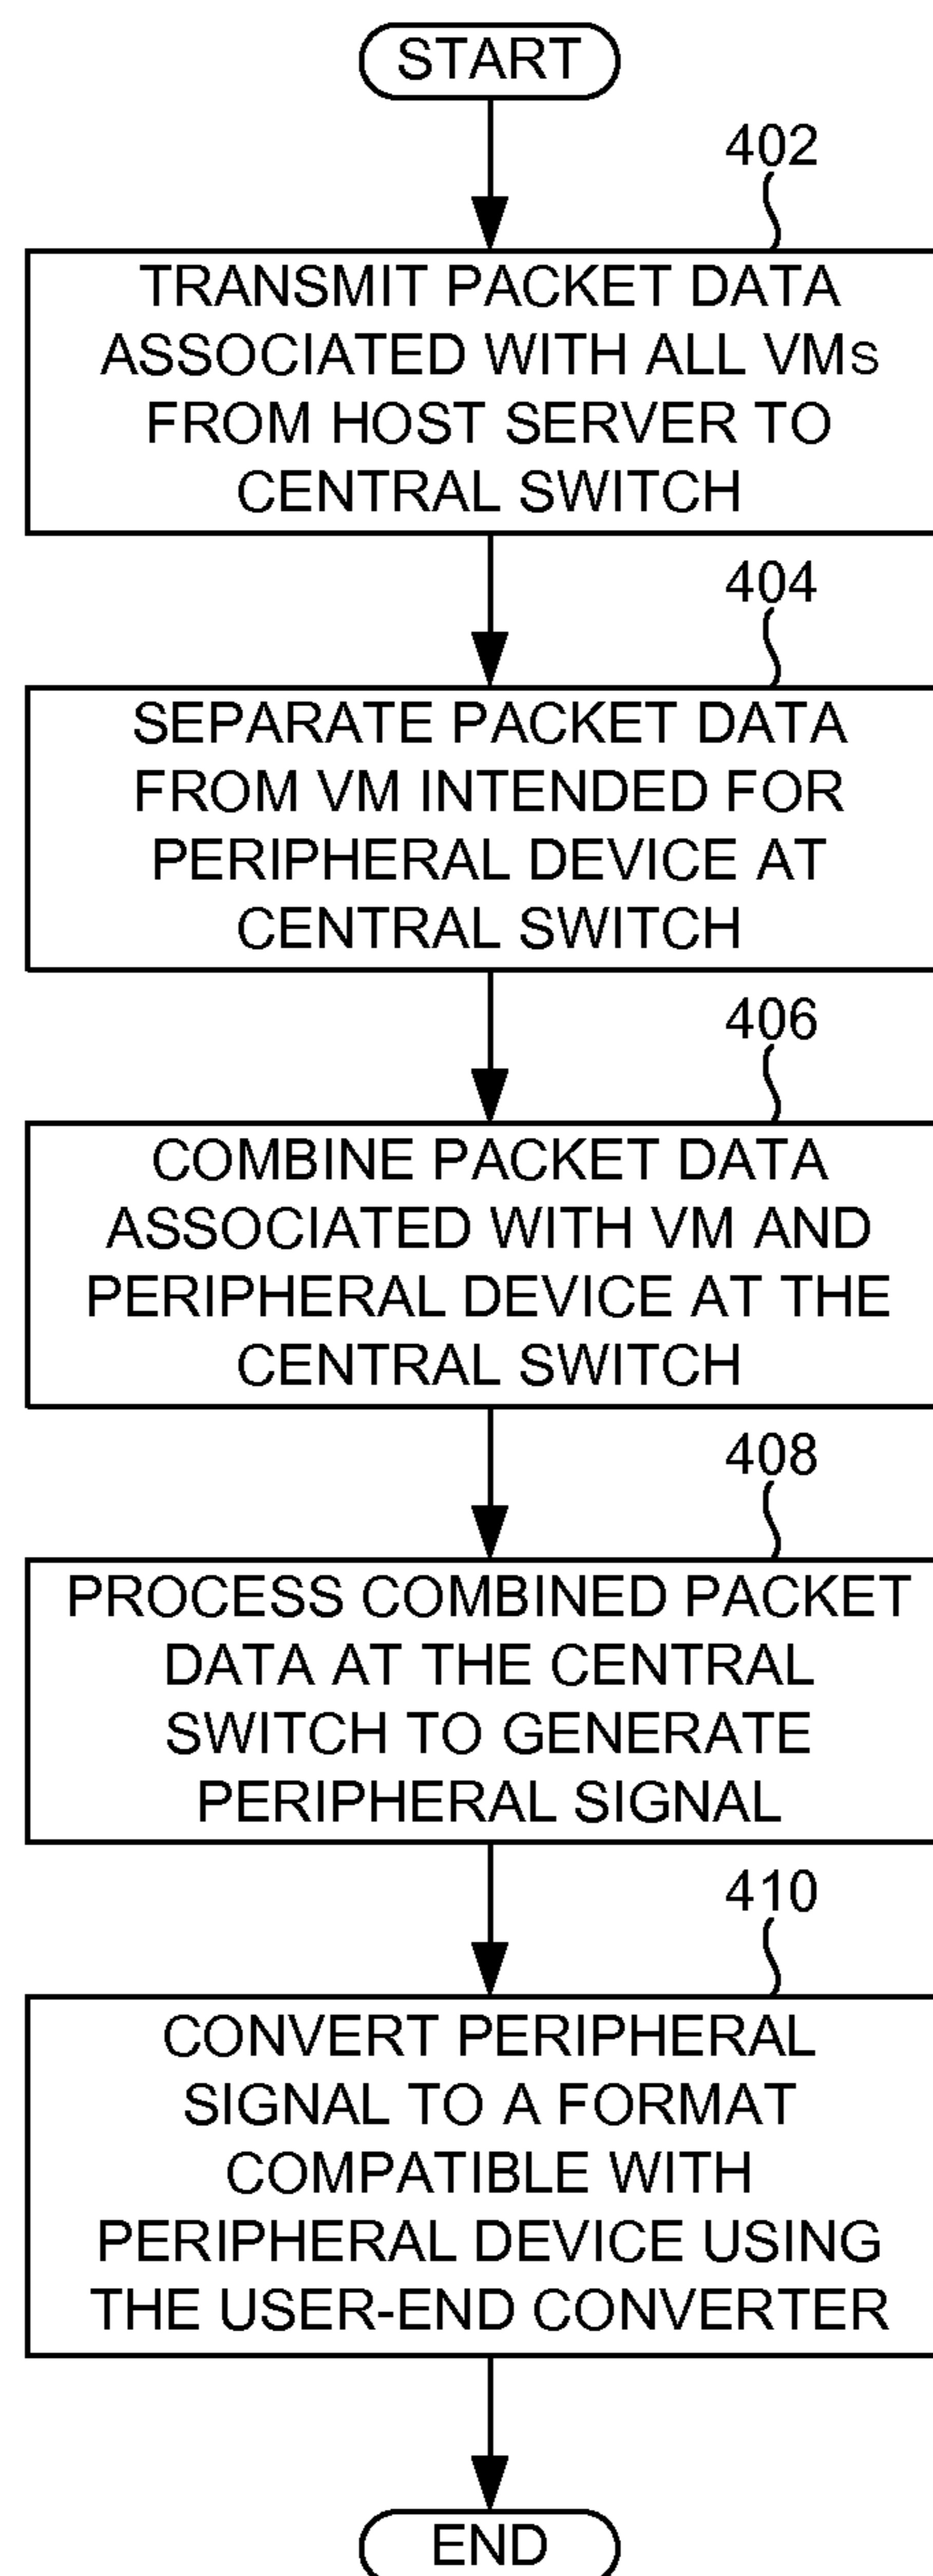 START
402
TRANSMIT PACKET DATA
ASSOCIATED WITH ALL VMS
FROM HOST SERVER TO
CENTRAL SWITCH
404
SEPARATE PACKET DATA
FROM VM INTENDED FOR
PERIPHERAL DEVICE AT
CENTRAL SWITCH
406
COMBINE PACKET DATA
ASSOCIATED WITH VM AND
PERIPHERAL DEVICE AT THE
CENTRAL SWITCH
408
PROCESS COMBINED PACKET
DATA AT THE CENTRAL
SWITCH TO GENERATE
PERIPHERAL SIGNAL
410
CONVERT PERIPHERAL
SIGNAL TO A FORMAT
COMPATIBLE WITH
PERIPHERAL DEVICE USING
THE USER-END CONVERTER
END